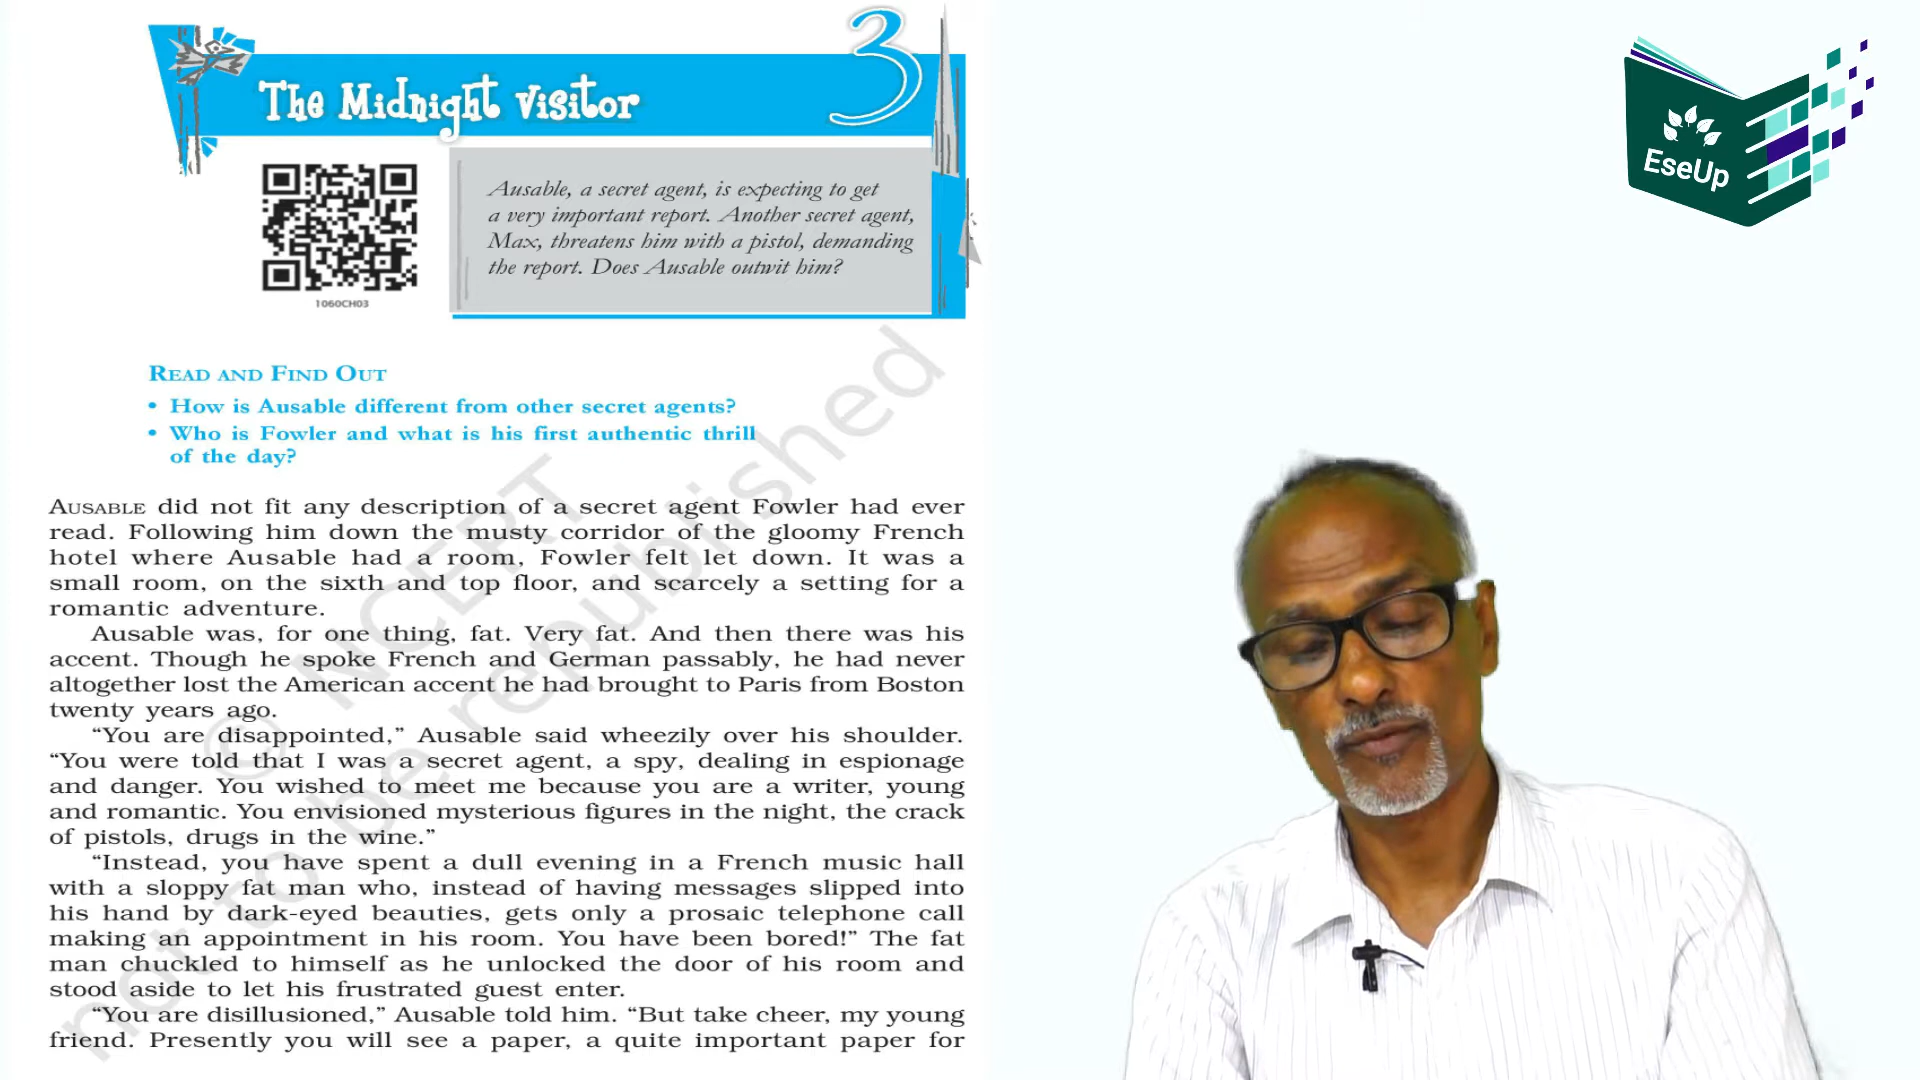 3
The Midnight Visitor
1060CH03
Ausable, a secret agent, is expecting to get
a very important report. Another secret agent,
Max, threatens him with a pistol, demanding
the report. Does Ausable outwit him?
READ AND FIND OUT
• How is Ausable different from other secret agents?
• Who is Fowler and what is his first authentic thrill
of the day?
AUSABLE did not fit any description of a secret agent Fowler had ever
read. Following him down the musty corridor of the gloomy French
hotel where Ausable had a room, Fowler felt let down. It was a
small room, on the sixth and top floor, and scarcely a setting for a
romantic adventure.
Ausable was, for one thing, fat. Very fat. And then there was his
accent. Though he spoke French and German passably, he had never
altogether lost the American accent he had brought to Paris from Boston
twenty years ago.
“You are disappointed,” Ausable said wheezily over his shoulder.
“You were told that I was a secret agent, a spy, dealing in espionage
and danger. You wished to meet me because you are a writer, young
and romantic. You envisioned mysterious figures in the night, the crack
of pistols, drugs in the wine.”
“Instead, you have spent a dull evening in a French music hall
with a sloppy fat man who, instead of having messages slipped into
his hand by dark-eyed beauties, gets only a prosaic telephone call
making an appointment in his room. You have been bored!” The fat
man chuckled to himself as he unlocked the door of his room and
stood aside to let his frustrated guest enter.
“You are disillusioned,” Ausable told him. “But take cheer, my young
friend. Presently you will see a paper, a quite important paper for
© NCERT
not to be republished
EseUp